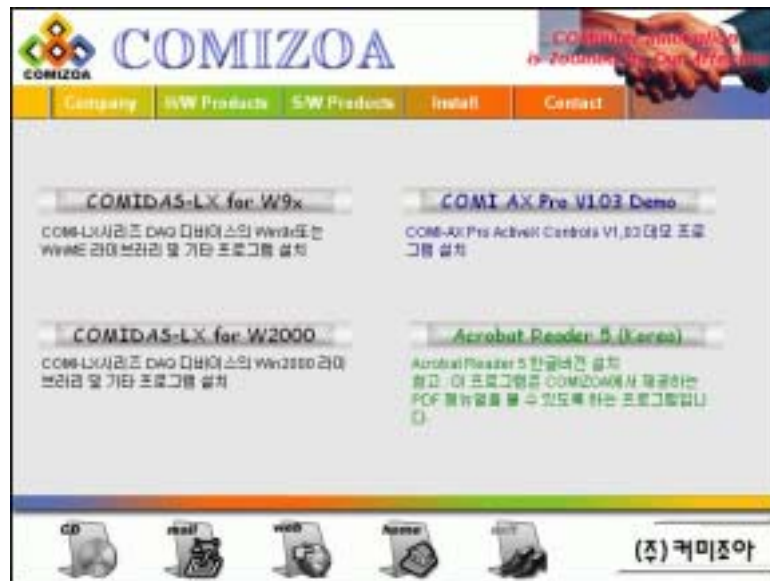 COMIZOA
COMIZOA
Company H/W Products S/W Products Install Contact
COMIDAS-LX for W9x
COMI-LX시리즈 DAQ 디바이스의 Win9x또는
WinME 라이브러리 및 기타 프로그램 설치
COMI AX Pro V1.03 Demo
COMI-AX Pro ActiveX Controls V1,03 데모 프로
그램 설치
COMIDAS-LX for W2000
COMI-LX시리즈 DAQ 디바이스의 Win2000 라이
브러리 및 기타 프로그램 설치
Acrobat Reader 5 (Korea)
Acrobat Reader 5 한글버전 설치
참고 : 이 프로그램은 COMIZOA에서 제공하는
PDF 매뉴얼을 볼 수 있도록 하는 프로그램입니
다.
CD mail web home exit
(주)커미조아